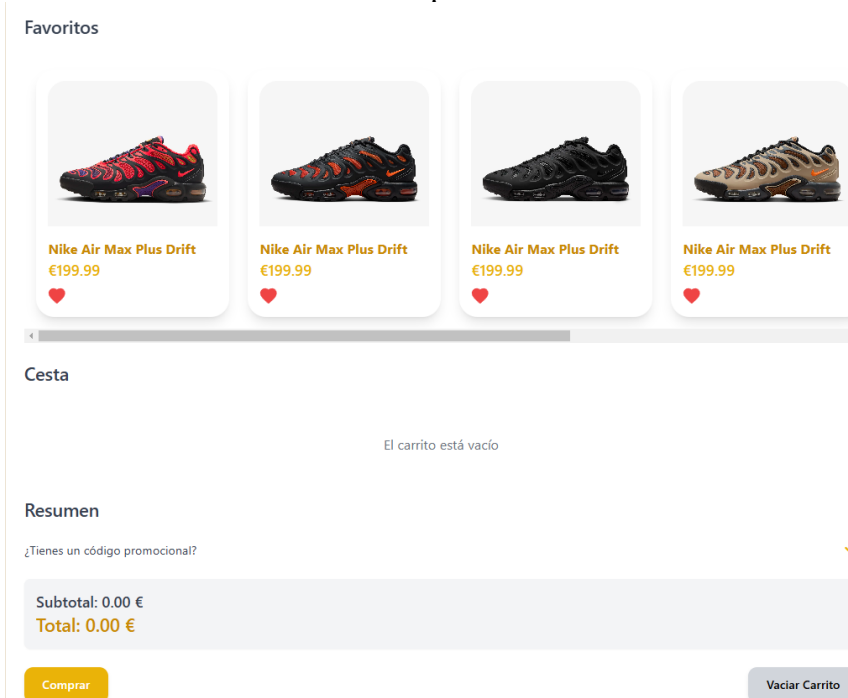 Favoritos
Nike Air Max Plus Drift
€199.99
Nike Air Max Plus Drift
€199.99
Nike Air Max Plus Drift
€199.99
Nike Air Max Plus Drift
€199.99
Cesta
El carrito está vacío
Resumen
¿Tienes un código promocional?
Subtotal: 0.00 €
Total: 0.00 €
Comprar
Vaciar Carrito